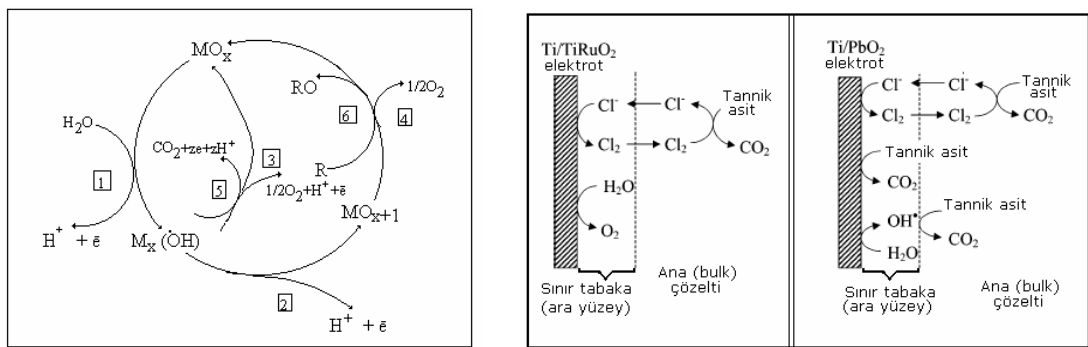 MOx
H₂O
1
H⁺ + ē
Mx (OH)
CO₂+ze+zH⁺
5
3
1/2O₂+H⁺+ē
RO
6
R
1/2O₂
4
MOx+1
2
H⁺ + ē
Ti/TiRuO₂
elektrot
Cl⁻
Cl⁻
Tannik
asit
Cl₂
Cl₂
CO₂
H₂O
O₂
Sınır tabaka
(ara yüzey)
Ana (bulk)
çözelti
Ti/PbO₂
elektrot
Cl⁻
Cl⁻
Tannik
asit
Cl₂
Cl₂
CO₂
Tannik asit
CO₂
OH•
Tannik asit
H₂O
CO₂
Sınır tabaka
(ara yüzey)
Ana (bulk)
çözelti